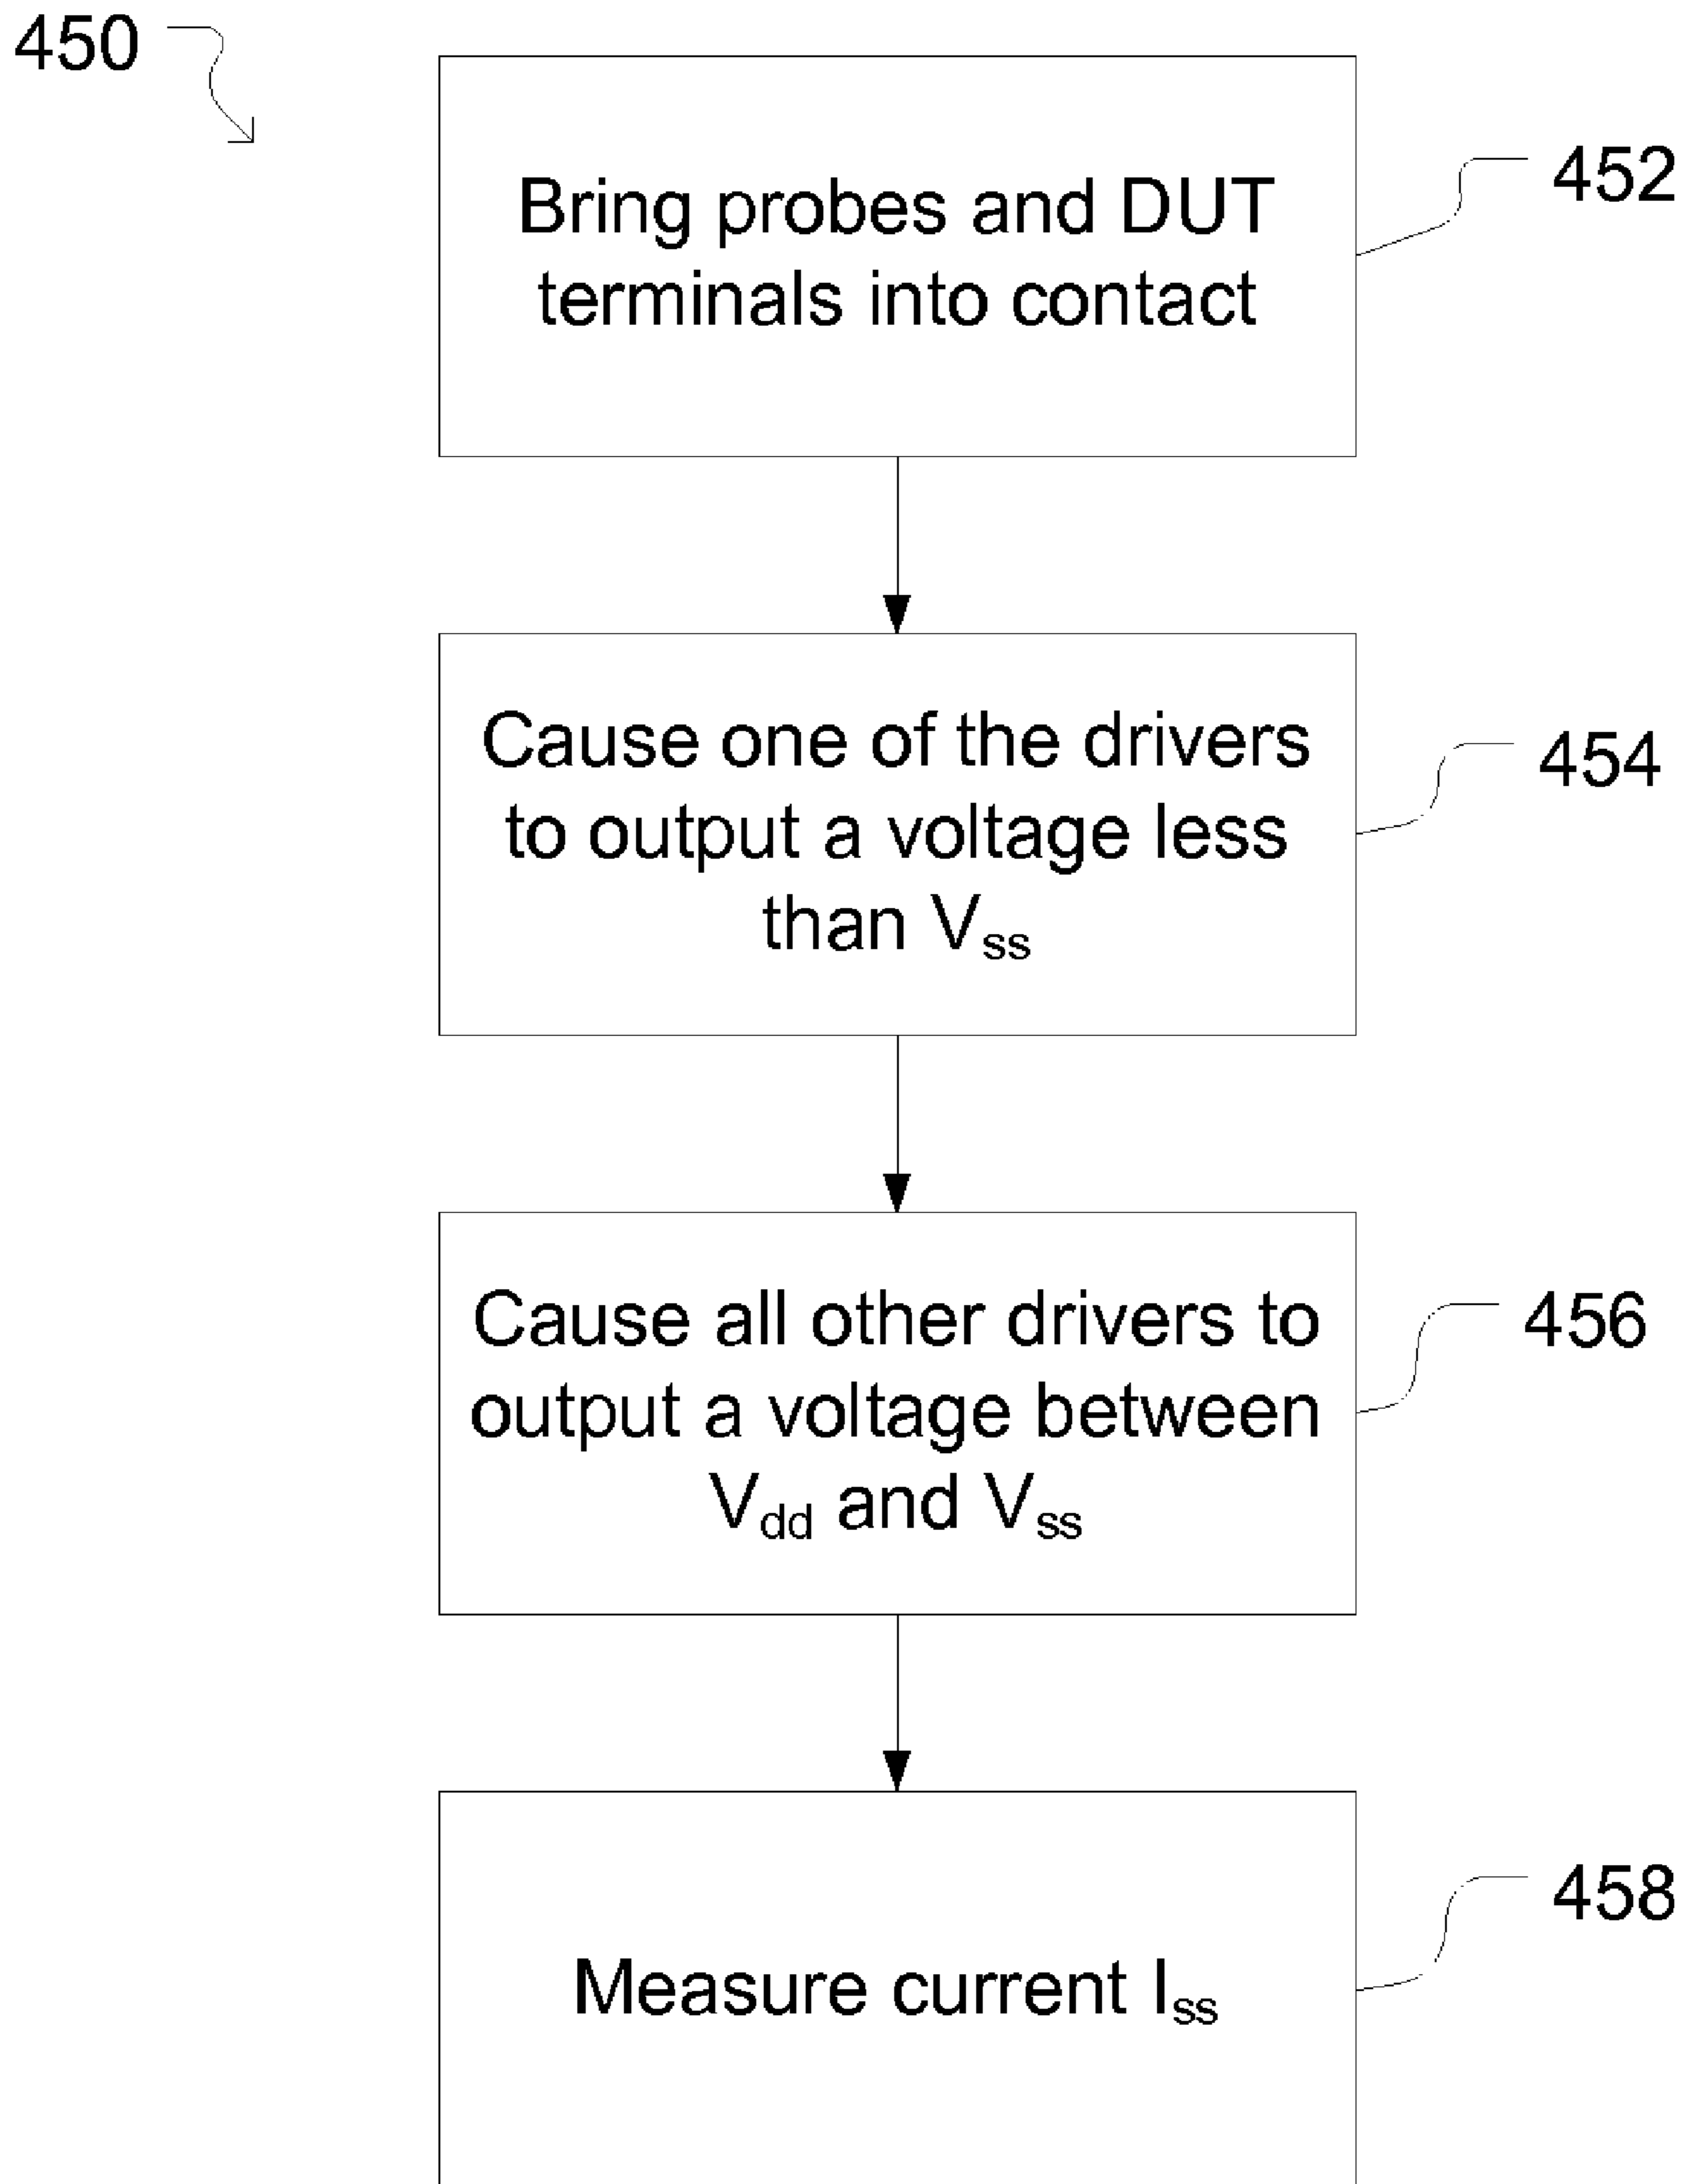 450
Bring probes and DUT
terminals into contact
452
Cause one of the drivers
to output a voltage less
than Vss
454
Cause all other drivers to
output a voltage between
Vdd and Vss
456
Measure current Iss
458